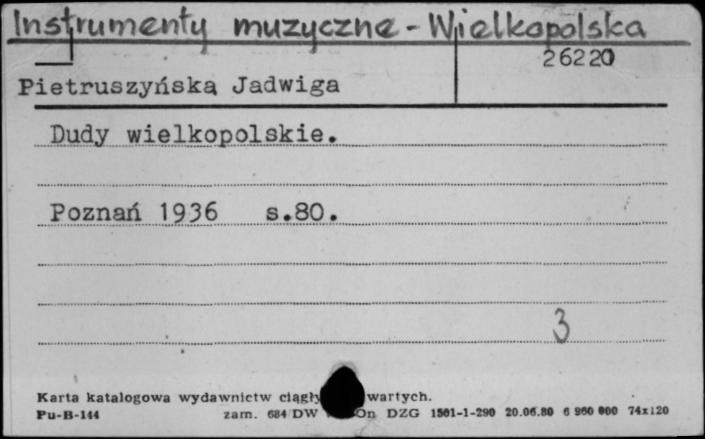 Instrumenty muzyczne - Wielkopolska
26220
Pietruszyńska Jadwiga
Dudy wielkopolskie.
Poznań 1936 s.80.
3
Karta katalogowa wydawnictw ciągły wartych.
Pu-B-144 zam. 684 DW On DZG 1501-1-290 20.06.80 6 960 000 74x120